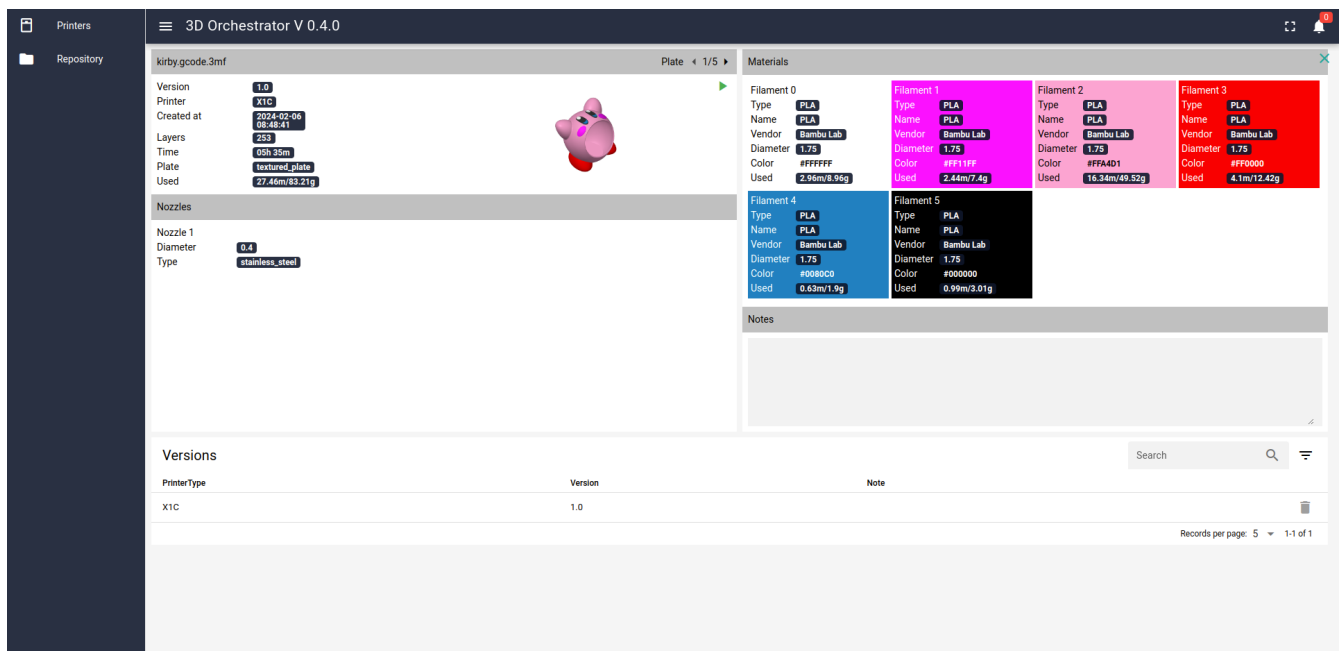 Printers
Repository
3D Orchestrator V 0.4.0
0
kirby.gcode.3mf Plate 1/5
Version 1.0
Printer X1C
Created at 2024-02-06
08:48:41
Layers 253
Time 05h 35m
Plate textured_plate
Used 27.46m/83.21g
Nozzles
Nozzle 1
Diameter 0.4
Type stainless_steel
Materials
Filament 0
Type PLA
Name PLA
Vendor Bambu Lab
Diameter 1.75
Color #FFFFFF
Used 2.96m/8.96g
Filament 1
Type PLA
Name PLA
Vendor Bambu Lab
Diameter 1.75
Color #FF11FF
Used 2.44m/7.4g
Filament 2
Type PLA
Name PLA
Vendor Bambu Lab
Diameter 1.75
Color #FFA4D1
Used 16.34m/49.52g
Filament 3
Type PLA
Name PLA
Vendor Bambu Lab
Diameter 1.75
Color #FF0000
Used 4.1m/12.42g
Filament 4
Type PLA
Name PLA
Vendor Bambu Lab
Diameter 1.75
Color #0080C0
Used 0.63m/1.9g
Filament 5
Type PLA
Name PLA
Vendor Bambu Lab
Diameter 1.75
Color #000000
Used 0.99m/3.01g
Notes
Versions
Search
PrinterType Version Note
X1C 1.0
Records per page: 5 1-1 of 1